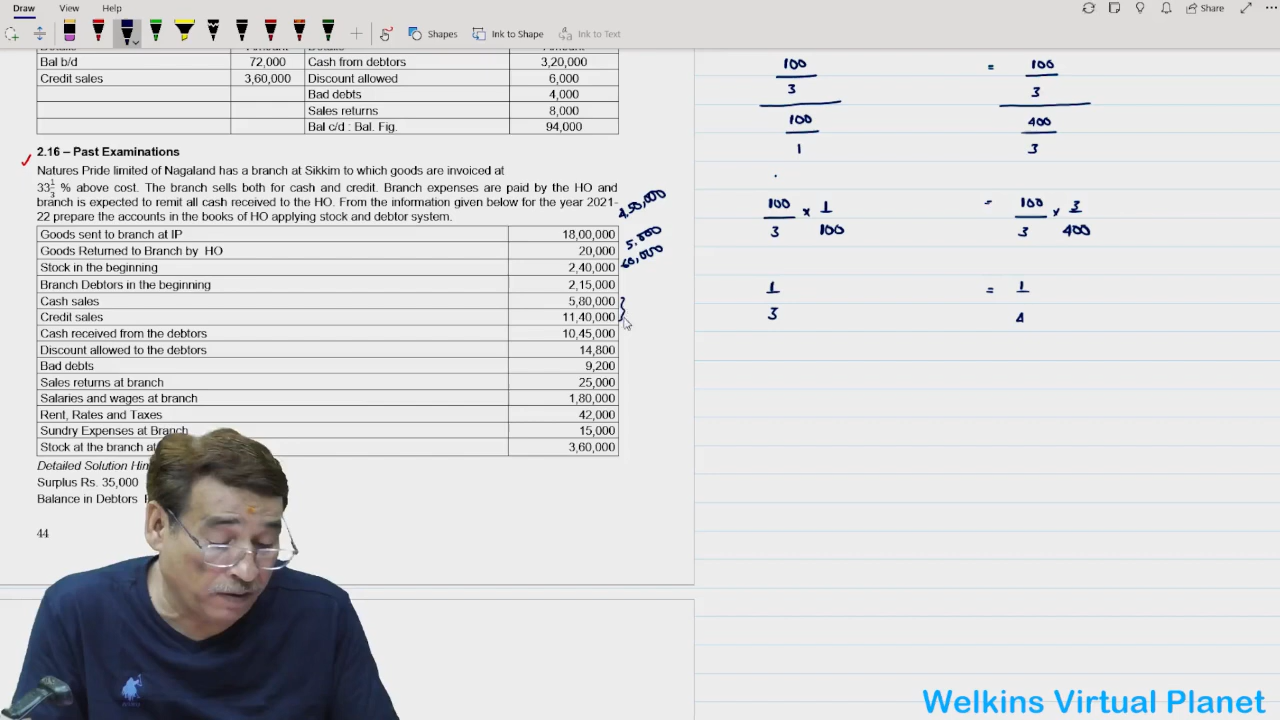 Draw View Help
Share
Shapes Ink to Shape Ink to Text
Bal b/d 72,000 Cash from debtors 3,20,000
Credit sales 3,60,000 Discount allowed 6,000
Bad debts 4,000
Sales returns 8,000
Bal c/d : Bal. Fig. 94,000
2.16 – Past Examinations
Natures Pride limited of Nagaland has a branch at Sikkim to which goods are invoiced at
33 1/3 % above cost. The branch sells both for cash and credit. Branch expenses are paid by the HO and
branch is expected to remit all cash received to the HO. From the information given below for the year 2021-
22 prepare the accounts in the books of HO applying stock and debtor system.
Goods sent to branch at IP 18,00,000 4,50,000
Goods Returned to Branch by HO 20,000 5,000
Stock in the beginning 2,40,000 60,000
Branch Debtors in the beginning 2,15,000
Cash sales 5,80,000
Credit sales 11,40,000
Cash received from the debtors 10,45,000
Discount allowed to the debtors 14,800
Bad debts 9,200
Sales returns at branch 25,000
Salaries and wages at branch 1,80,000
Rent, Rates and Taxes 42,000
Sundry Expenses at Branch 15,000
Stock at the branch at 3,60,000
Detailed Solution Hin
Surplus Rs. 35,000
Balance in Debtors
44
100 = 100
3 3
100 400
1 3
100 × 1 = 100 × 3
3 100 3 400
1 = 1
3 4
Welkins Virtual Planet